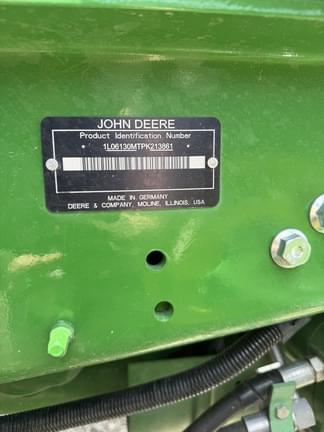 JOHN DEERE
Product Identification Number
* 1L06130MTPK213861 *
MADE IN GERMANY
DEERE & COMPANY, MOLINE, ILLINOIS, USA